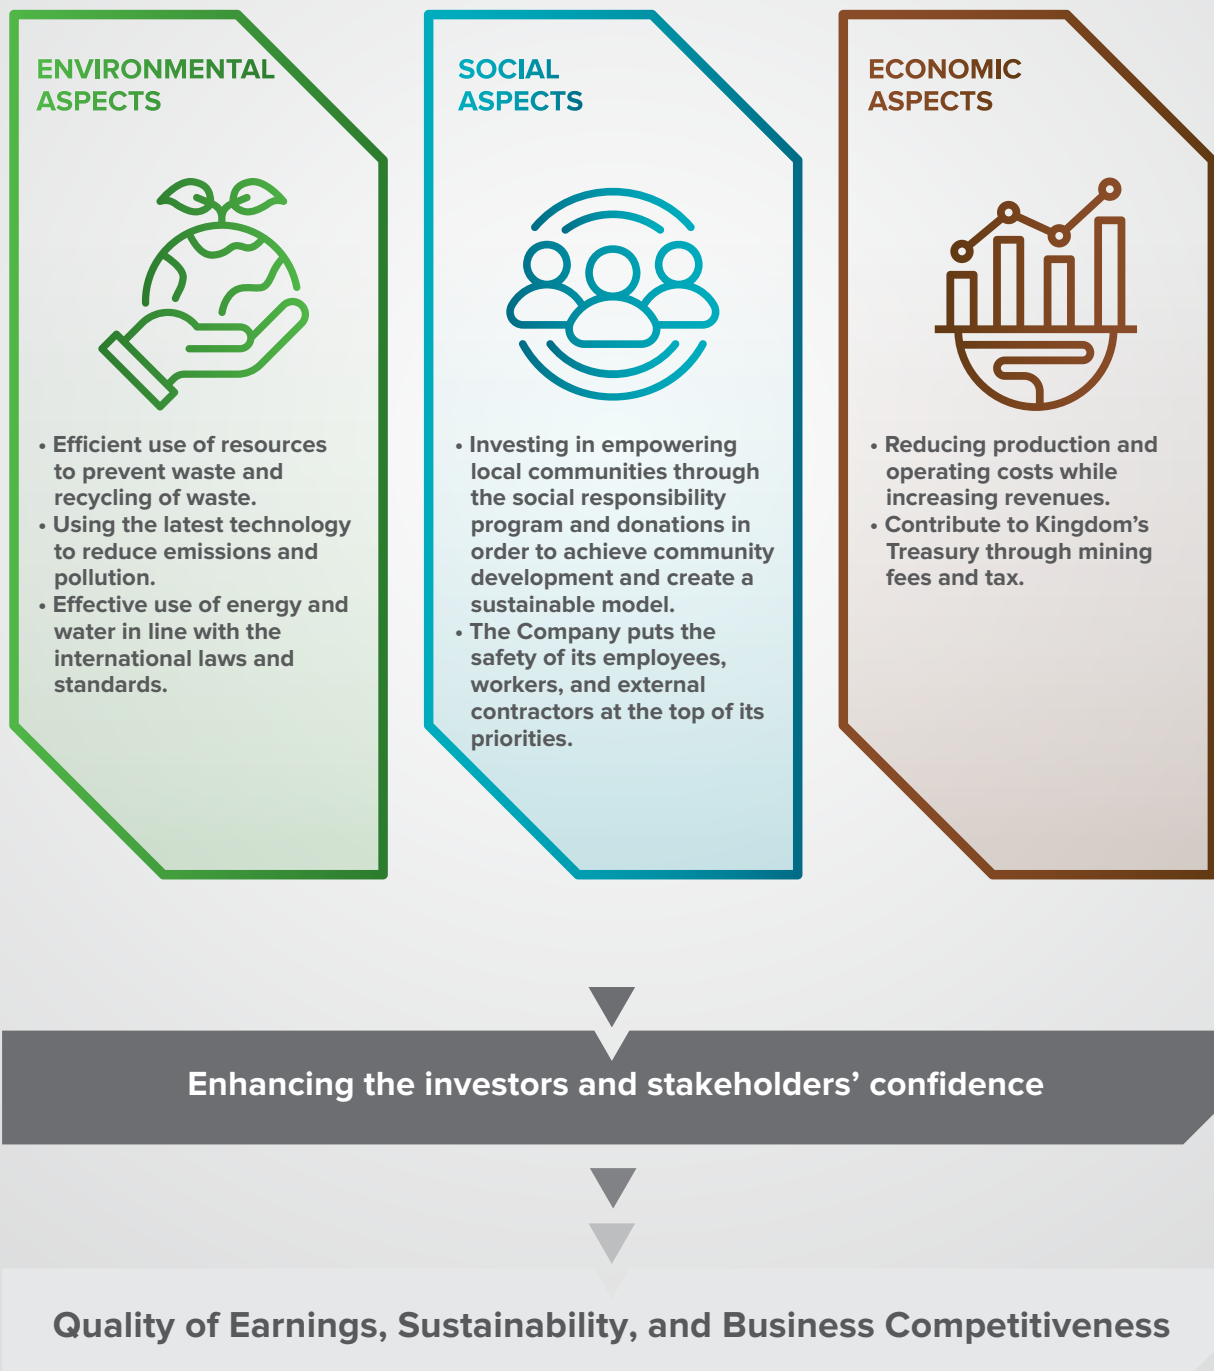 ENVIRONMENTAL
ASPECTS
• Efficient use of resources
to prevent waste and
recycling of waste.
• Using the latest technology
to reduce emissions and
pollution.
• Effective use of energy and
water in line with the
international laws and
standards.
SOCIAL
ASPECTS
• Investing in empowering
local communities through
the social responsibility
program and donations in
order to achieve community
development and create a
sustainable model.
• The Company puts the
safety of its employees,
workers, and external
contractors at the top of its
priorities.
ECONOMIC
ASPECTS
• Reducing production and
operating costs while
increasing revenues.
• Contribute to Kingdom’s
Treasury through mining
fees and tax.
Enhancing the investors and stakeholders’ confidence
Quality of Earnings, Sustainability, and Business Competitiveness